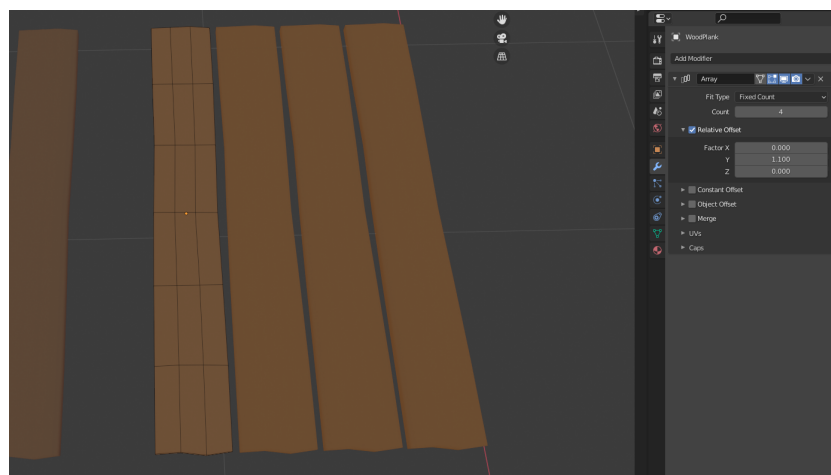 WoodPlank
Add Modifier
Array
Fit Type Fixed Count
Count 4
Relative Offset
Factor X 0.000
Y 1.100
Z 0.000
Constant Offset
Object Offset
Merge
UVs
Caps